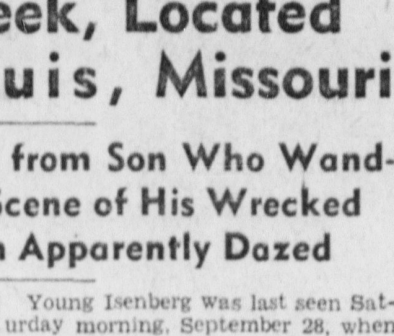 eek, Located
uis, Missouri
from Son Who Wand-
Scene of His Wrecked
n Apparently Dazed
Young Isenberg was last seen Sat-
urday morning, September 28, when